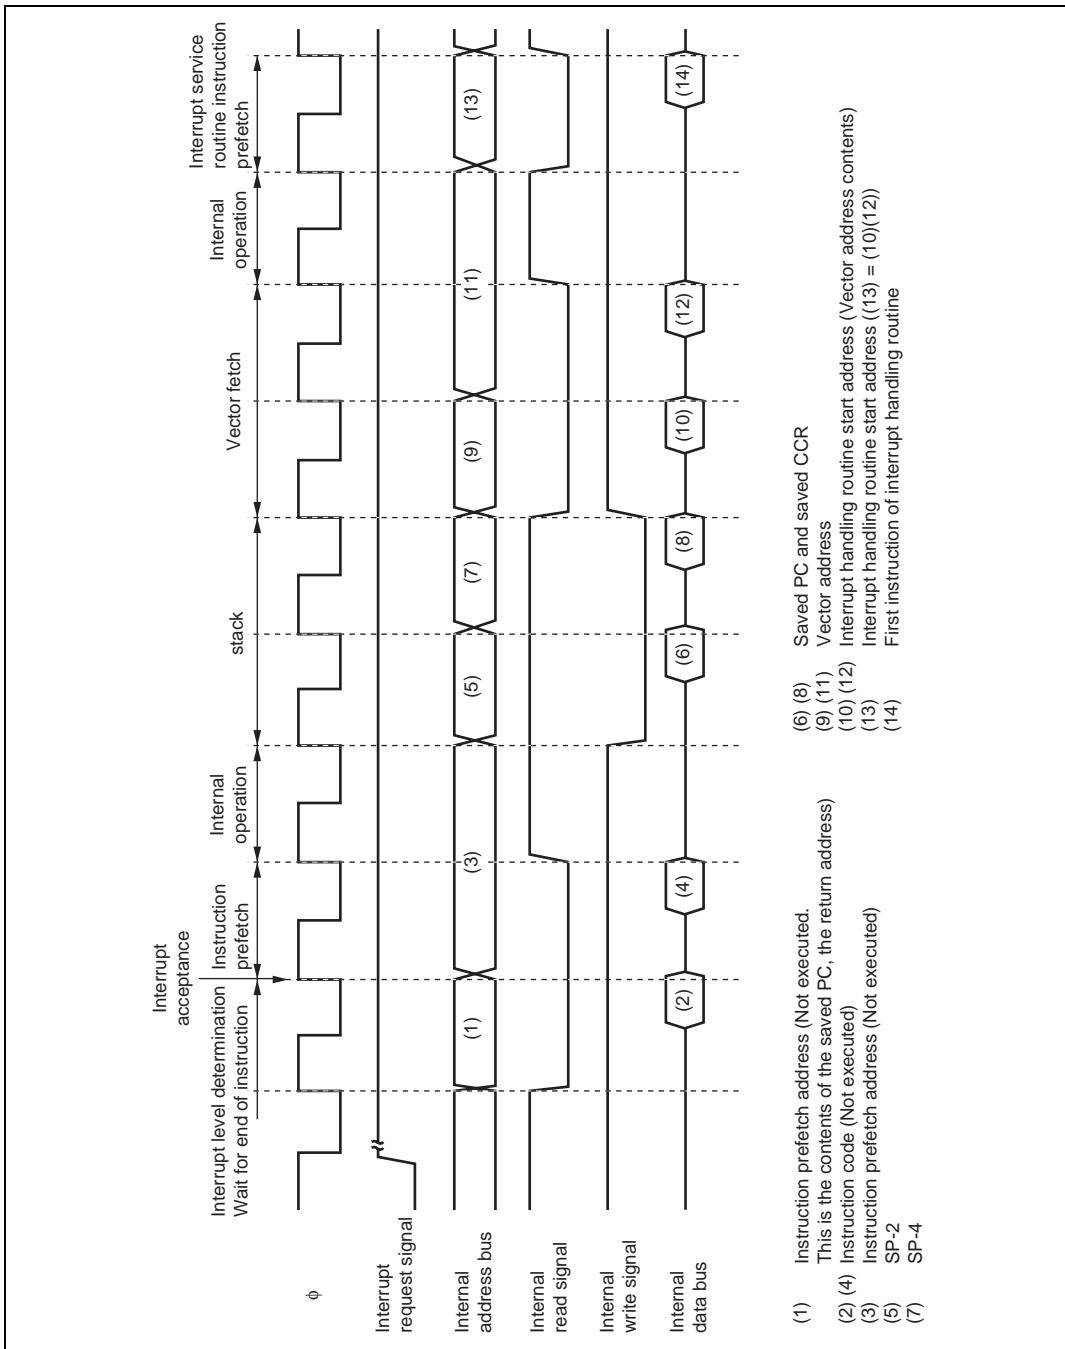 Interrupt
acceptance
Interrupt level determination
Wait for end of instruction
Instruction
prefetch
Internal
operation
stack
Vector fetch
Internal
operation
Interrupt service
routine instruction
prefetch
φ
Interrupt
request signal
Internal
address bus
(1)
(3)
(5)
(7)
(9)
(11)
(13)
Internal
read signal
Internal
write signal
Internal
data bus
(2)
(4)
(6)
(8)
(10)
(12)
(14)
(1) Instruction prefetch address (Not executed.
This is the contents of the saved PC, the return address)
(2) (4) Instruction code (Not executed)
(3) Instruction prefetch address (Not executed)
(5) SP-2
(7) SP-4
(6) (8) Saved PC and saved CCR
(9) (11) Vector address
(10) (12) Interrupt handling routine start address (Vector address contents)
(13) Interrupt handling routine start address ((13) = (10)(12))
(14) First instruction of interrupt handling routine